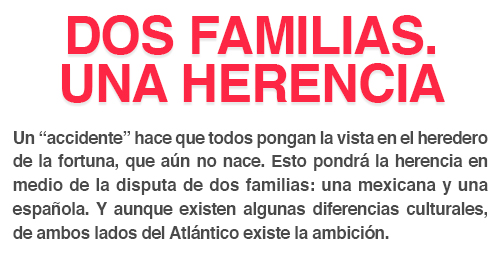 DOS FAMILIAS.
UNA HERENCIA
Un “accidente” hace que todos pongan la vista en el heredero
de la fortuna, que aún no nace. Esto pondrá la herencia en
medio de la disputa de dos familias: una mexicana y una
española. Y aunque existen algunas diferencias culturales,
de ambos lados del Atlántico existe la ambición.